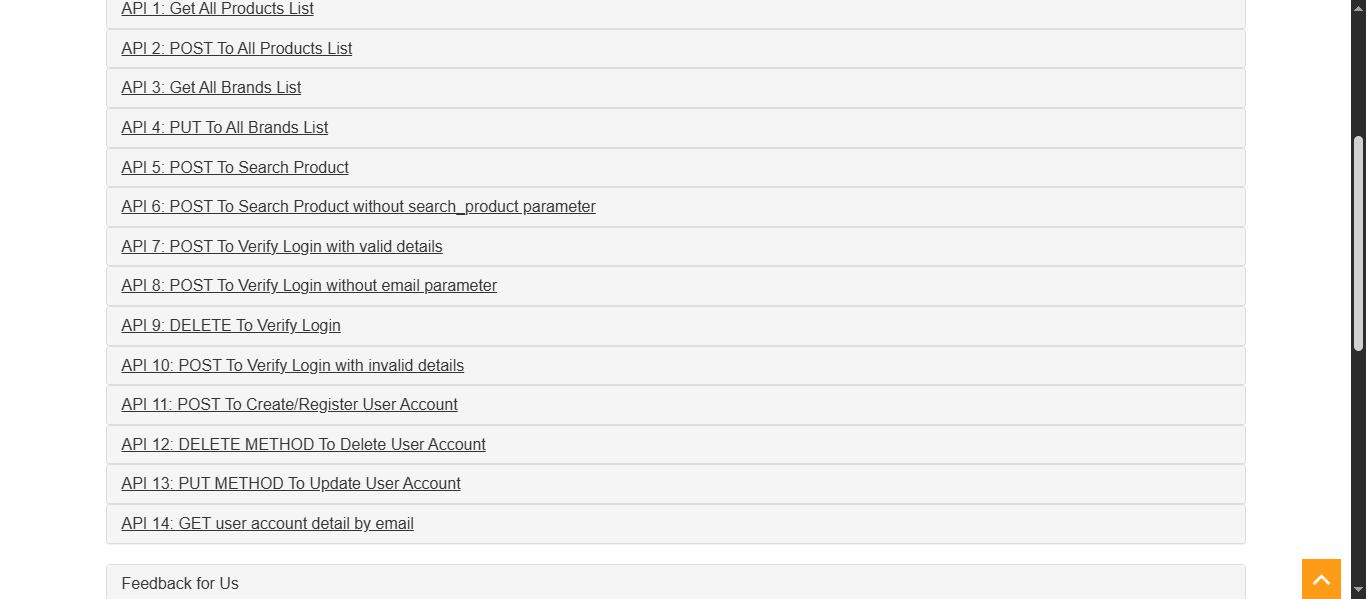 API 1: Get All Products List
API 2: POST To All Products List
API 3: Get All Brands List
API 4: PUT To All Brands List
API 5: POST To Search Product
API 6: POST To Search Product without search_product parameter
API 7: POST To Verify Login with valid details
API 8: POST To Verify Login without email parameter
API 9: DELETE To Verify Login
API 10: POST To Verify Login with invalid details
API 11: POST To Create/Register User Account
API 12: DELETE METHOD To Delete User Account
API 13: PUT METHOD To Update User Account
API 14: GET user account detail by email
Feedback for Us